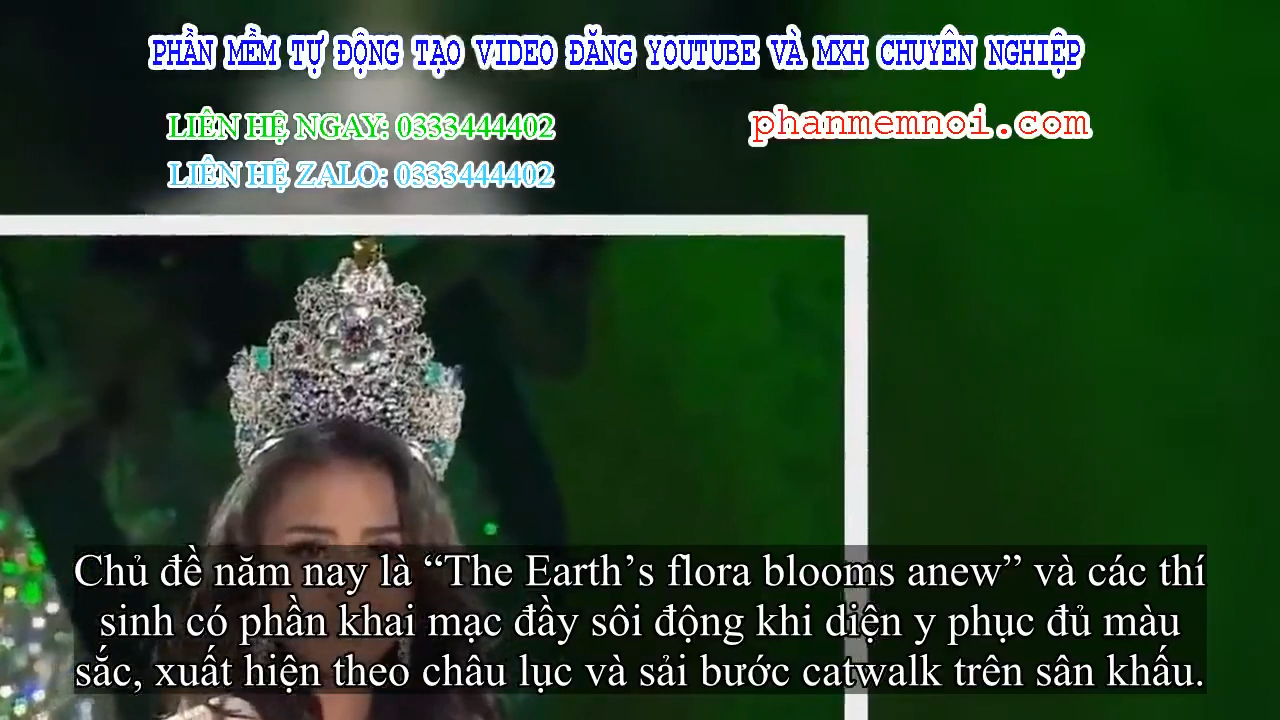 PHẦN MỀM TỰ ĐỘNG TẠO VIDEO ĐĂNG YOUTUBE VÀ MXH CHUYÊN NGHIỆP
LIÊN HỆ NGAY: 0333444402
phanmemnoi.com
LIÊN HỆ ZALO: 0333444402
Chủ đề năm nay là “The Earth’s flora blooms anew” và các thí
sinh có phần khai mạc đầy sôi động khi diện y phục đủ màu
sắc, xuất hiện theo châu lục và sải bước catwalk trên sân khấu.